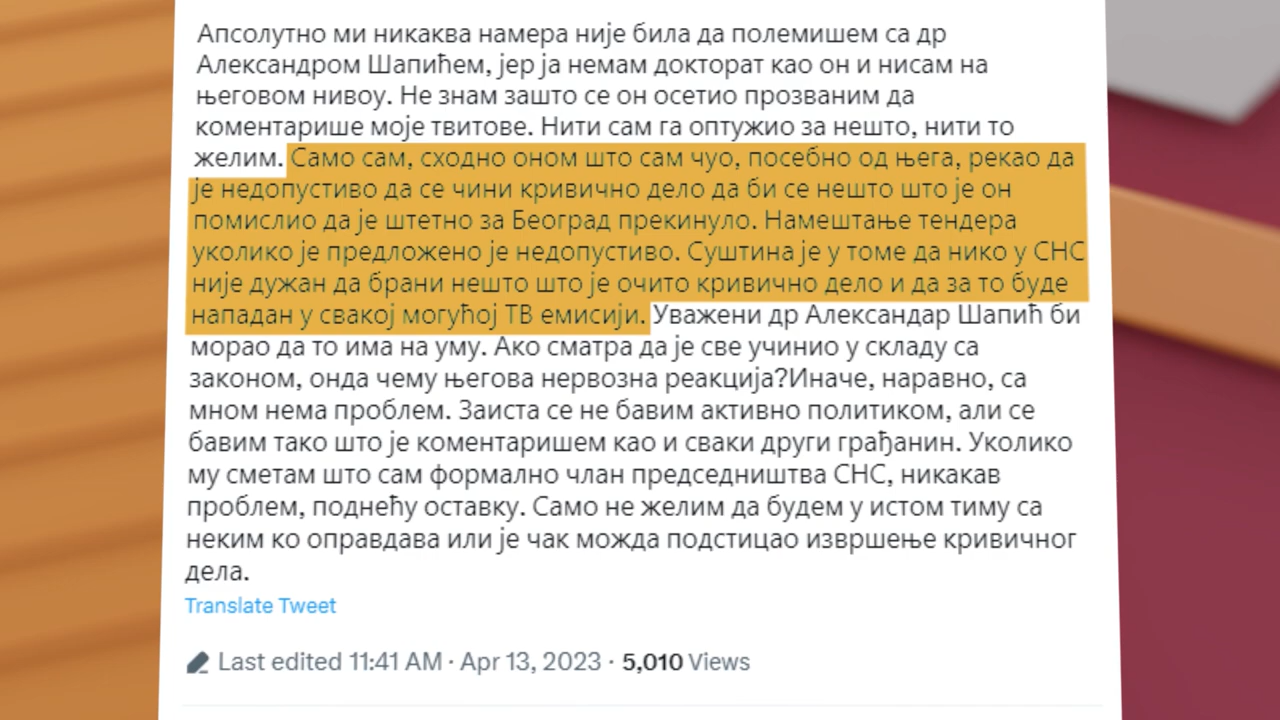 Апсолутно ми никаква намера није била да полемишем са др
Александром Шапићем, јер ја немам докторат као он и нисам на
његовом нивоу. Не знам зашто се он осетио прозваним да
коментарише моје твитове. Нити сам га оптужио за нешто, нити то
желим. Само сам, сходно оном што сам чуо, посебно од њега, рекао да
је недопустиво да се чини кривично дело да би се нешто што је он
помислио да је штетно за Београд прекинуло. Намештање тендера
уколико је предложено је недопустиво. Суштина је у томе да нико у СНС
није дужан да брани нешто што је очито кривично дело и да за то буде
нападан у свакој могућој ТВ емисији. Уважени др Александар Шапић би
морао да то има на уму. Ако сматра да је све учинио у складу са
законом, онда чему његова нервозна реакција?Иначе, наравно, са
мном нема проблем. Заиста се не бавим активно политиком, али се
бавим тако што је коментаришем као и сваки други грађанин. Уколико
му сметам што сам формално члан председништва СНС, никакав
проблем, поднећу оставку. Само не желим да будем у истом тиму са
неким ко оправдава или је чак можда подстицао извршење кривичног
дела.
Translate Tweet
Last edited 11:41 AM · Apr 13, 2023 · 5,010 Views